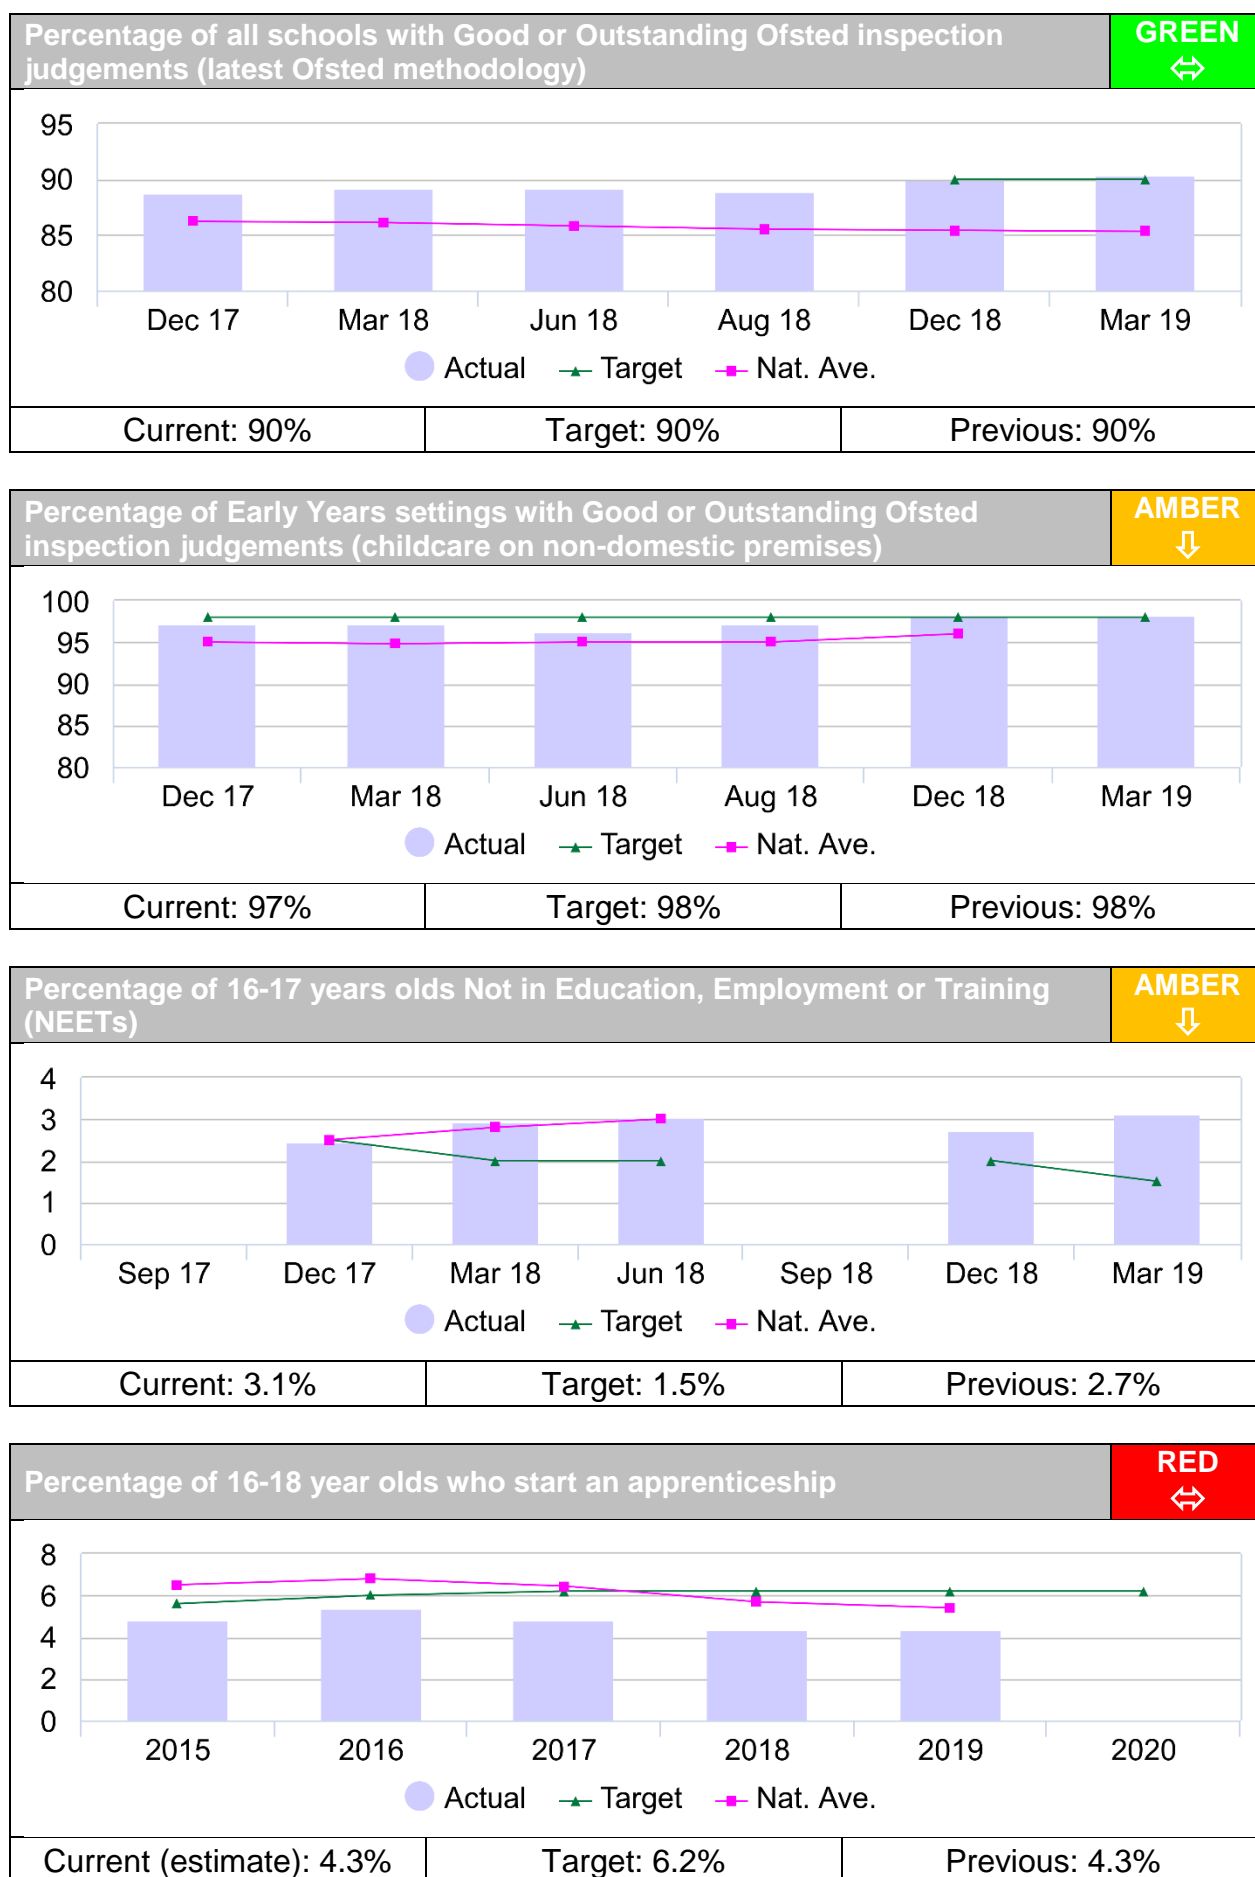 Percentage of all schools with Good or Outstanding Ofsted inspection
judgements (latest Ofsted methodology)
GREEN
⬄
95
90
85
80
Dec 17 Mar 18 Jun 18 Aug 18 Dec 18 Mar 19
Actual Target Nat. Ave.
Current: 90% Target: 90% Previous: 90%
Percentage of Early Years settings with Good or Outstanding Ofsted
inspection judgements (childcare on non-domestic premises)
AMBER
⇩
100
95
90
85
80
Dec 17 Mar 18 Jun 18 Aug 18 Dec 18 Mar 19
Actual Target Nat. Ave.
Current: 97% Target: 98% Previous: 98%
Percentage of 16-17 years olds Not in Education, Employment or Training
(NEETs)
AMBER
⇩
4
3
2
1
0
Sep 17 Dec 17 Mar 18 Jun 18 Sep 18 Dec 18 Mar 19
Actual Target Nat. Ave.
Current: 3.1% Target: 1.5% Previous: 2.7%
Percentage of 16-18 year olds who start an apprenticeship
RED
⬄
8
6
4
2
0
2015 2016 2017 2018 2019 2020
Actual Target Nat. Ave.
Current (estimate): 4.3% Target: 6.2% Previous: 4.3%